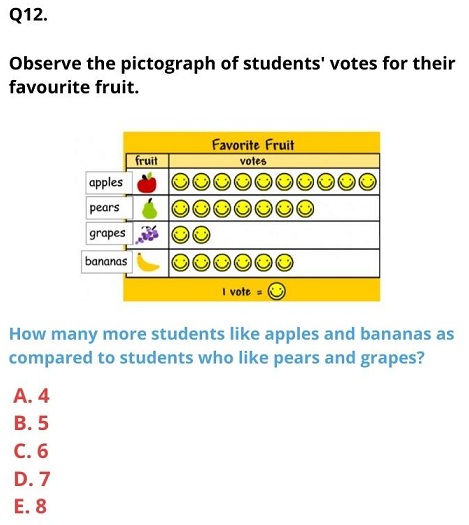 Q12.
Observe the pictograph of students' votes for their
favourite fruit.
Favorite Fruit
fruit votes
apples
pears
grapes
bananas
1 vote =
How many more students like apples and bananas as
compared to students who like pears and grapes?
A. 4
B. 5
C. 6
D. 7
E. 8